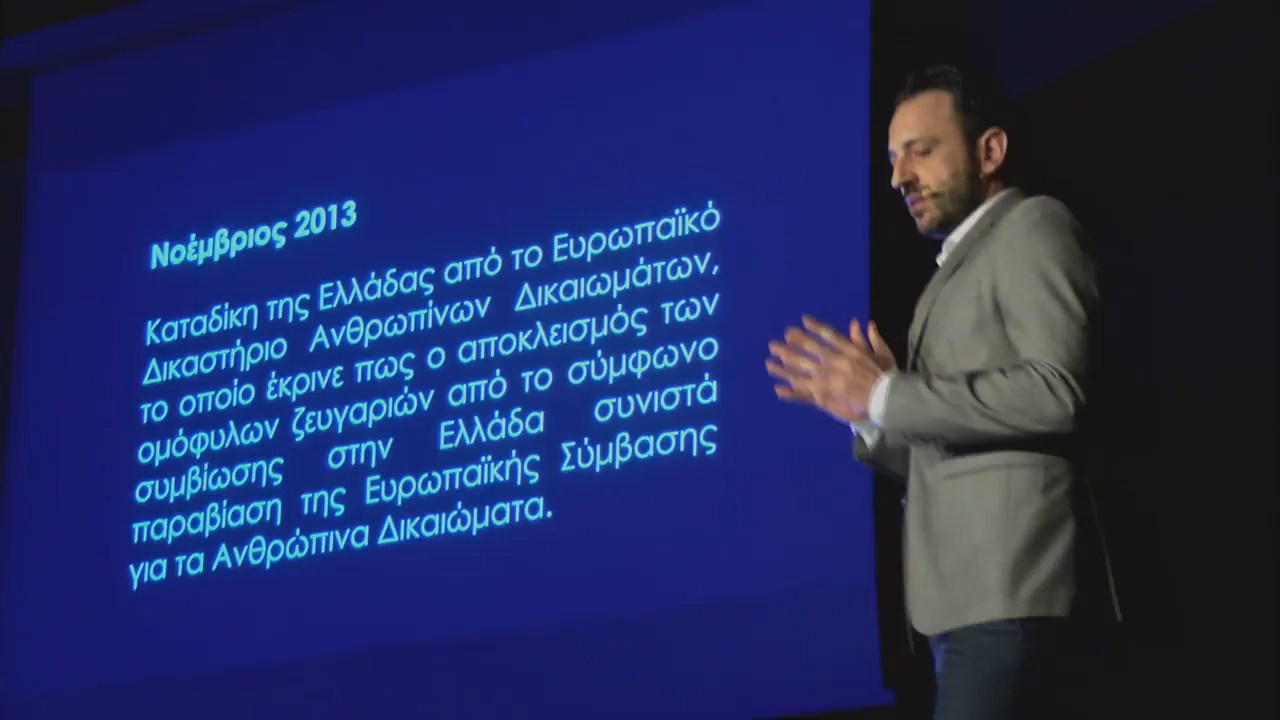 Νοέμβριος 2013
Καταδίκη της Ελλάδας από το Ευρωπαϊκό
Δικαστήριο Ανθρωπίνων Δικαιωμάτων,
το οποίο έκρινε πως ο αποκλεισμός των
ομόφυλων ζευγαριών από το σύμφωνο
συμβίωσης στην Ελλάδα συνιστά
παραβίαση της Ευρωπαϊκής Σύμβασης
για τα Ανθρώπινα Δικαιώματα.